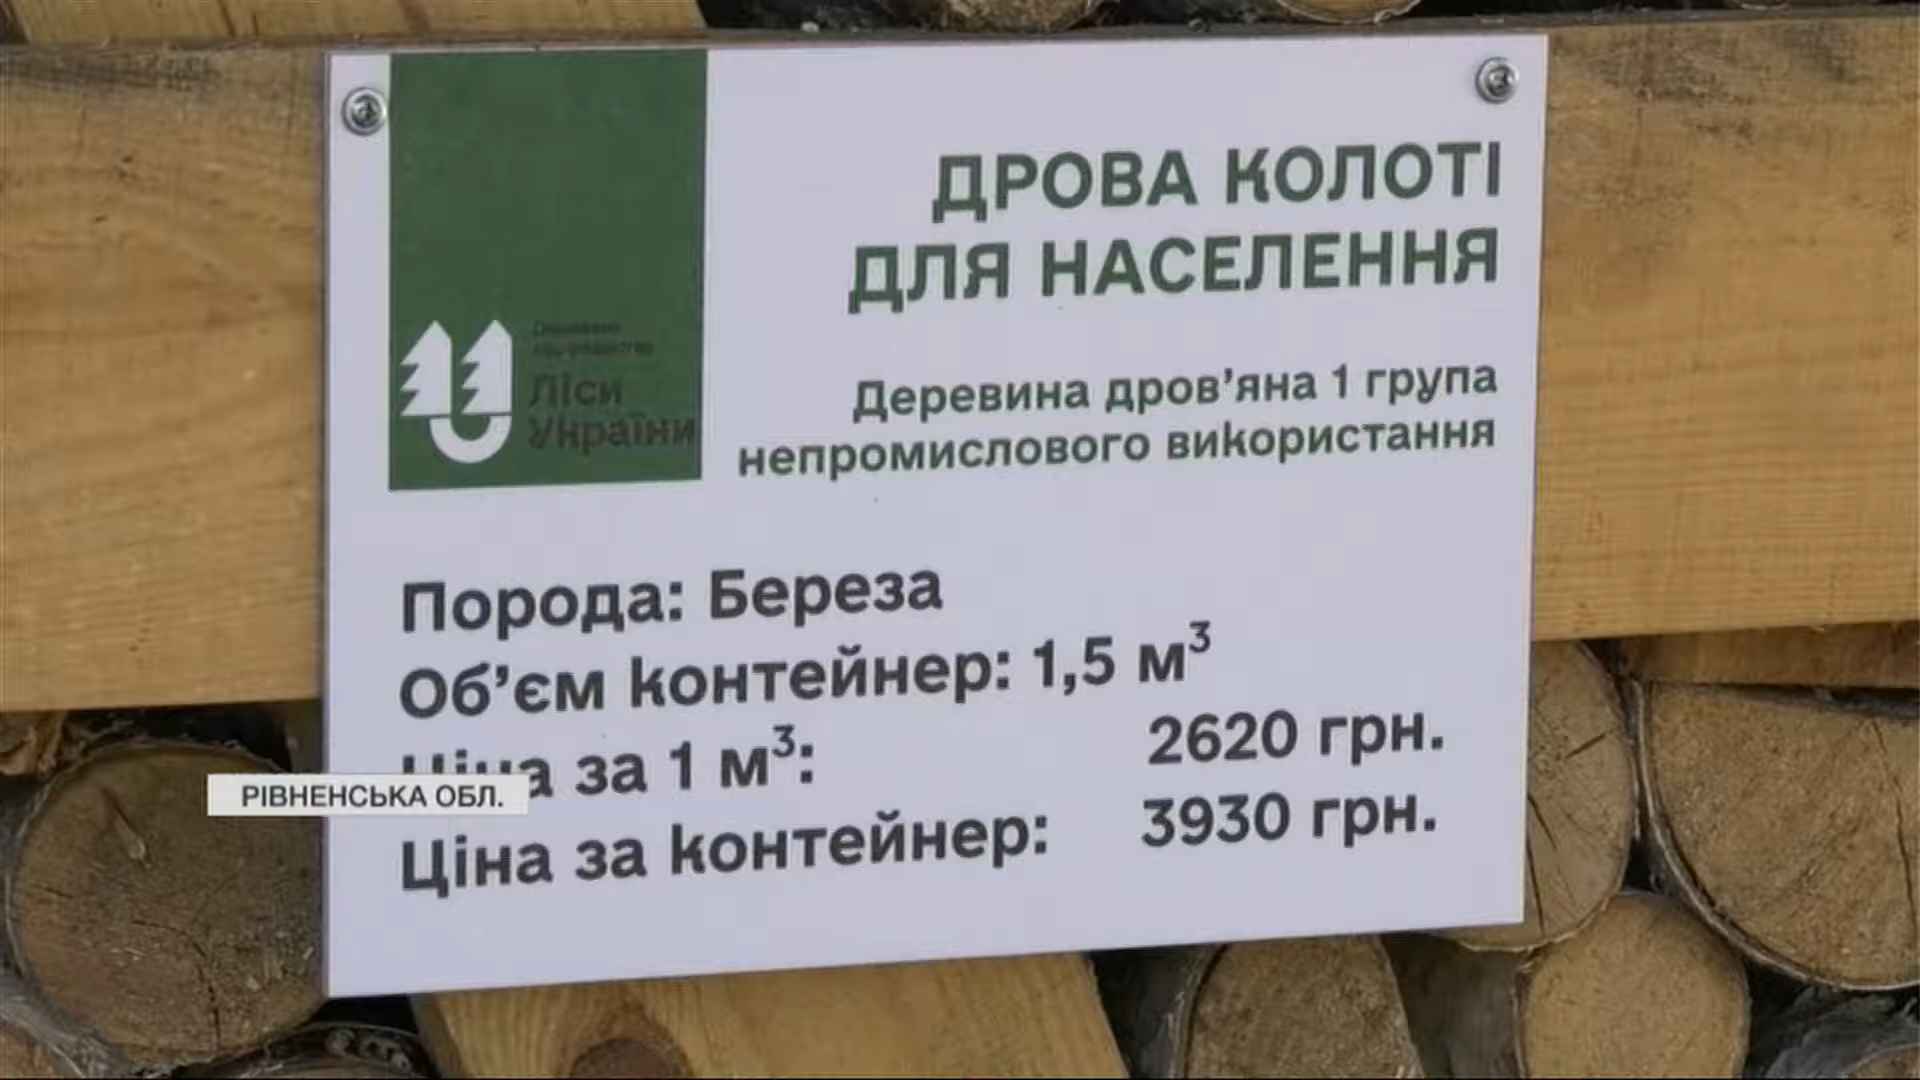 ДРОВА КОЛОТІ
ДЛЯ НАСЕЛЕННЯ
Деревина дров’яна 1 група
непромислового використання
Ліси
України
Порода: Береза
Об’єм контейнер: 1,5 м³
Ціна за 1 м³: 2620 грн.
Ціна за контейнер: 3930 грн.
РІВНЕНСЬКА ОБЛ.